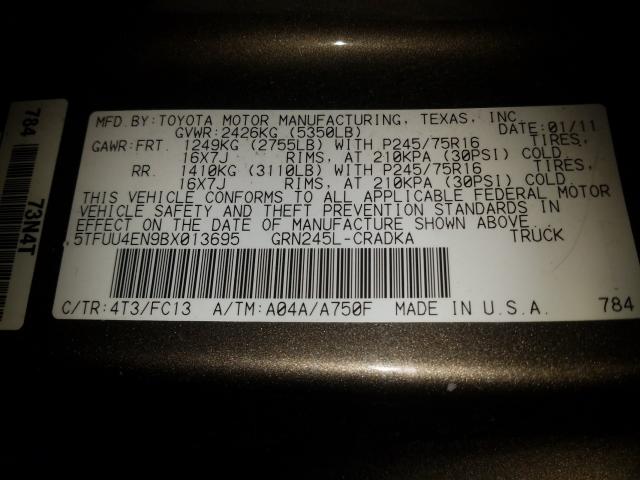 MFD.BY:TOYOTA MOTOR MANUFACTURING, TEXAS, INC.
GVWR:2426KG (5350LB) DATE:01/11
GAWR:FRT. 1249KG (2755LB) WITH P245/75R16 TIRES,
16X7J RIMS, AT 210KPA (30PSI) COLD
RR. 1410KG (3110LB) WITH P245/75R16 TIRES,
16X7J RIMS, AT 210KPA (30PSI) COLD.
THIS VEHICLE CONFORMS TO ALL APPLICABLE FEDERAL MOTOR
VEHICLE SAFETY AND THEFT PREVENTION STANDARDS IN
EFFECT ON THE DATE OF MANUFACTURE SHOWN ABOVE.
5TFUU4EN9BX013695 GRN245L-CRADKA TRUCK
C/TR:4T3/FC13 A/TM:A04A/A750F MADE IN U.S.A. 784
784 73N4T